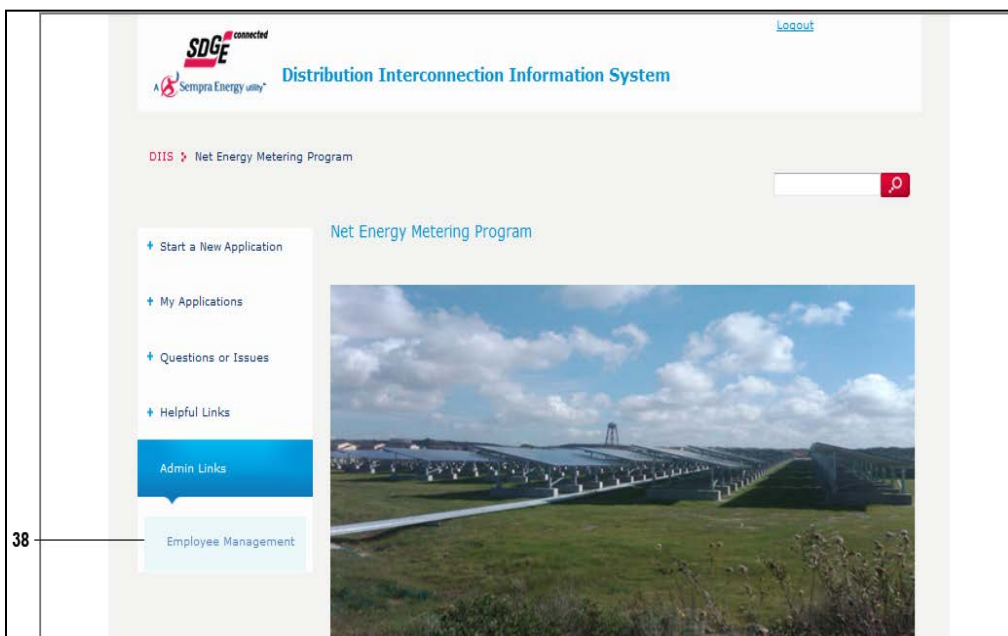 Logout
SDGE connected
A Sempra Energy utility
Distribution Interconnection Information System
DIIS Net Energy Metering Program
Net Energy Metering Program
+ Start a New Application
+ My Applications
+ Questions or Issues
+ Helpful Links
Admin Links
38
Employee Management